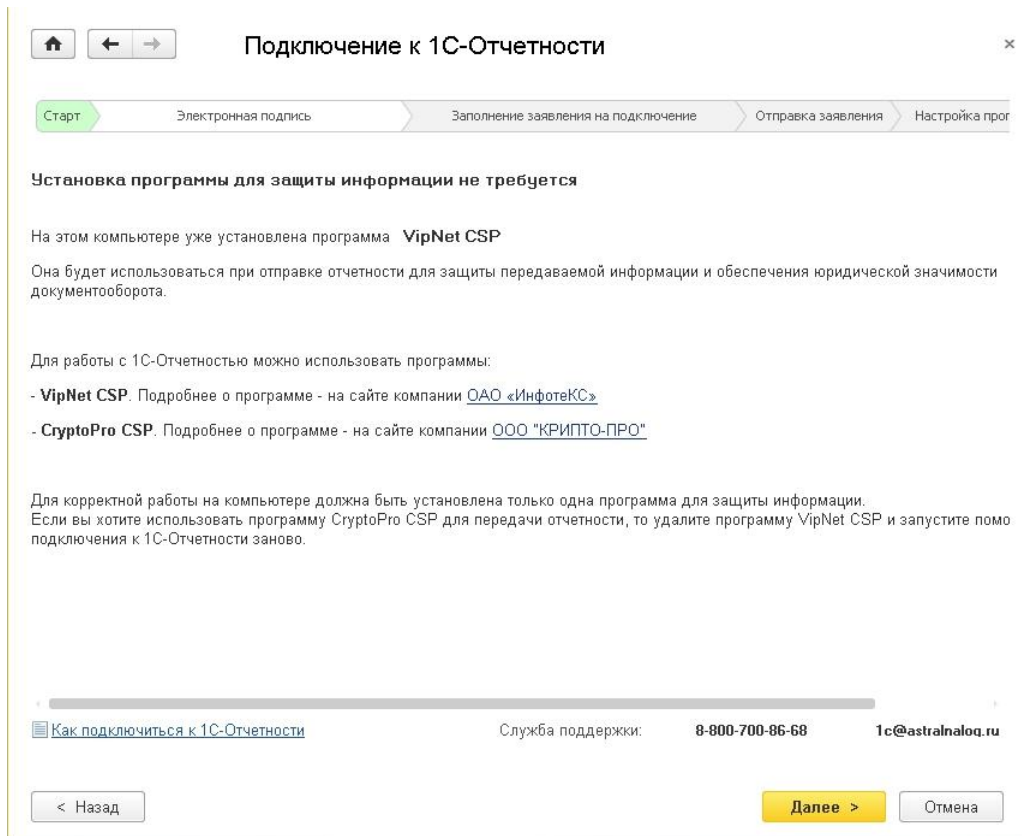 Подключение к 1С-Отчетности
Старт
Электронная подпись
Заполнение заявления на подключение
Отправка заявления
Настройка прог
Установка программы для защиты информации не требуется
На этом компьютере уже установлена программа VipNet CSP
Она будет использоваться при отправке отчетности для защиты передаваемой информации и обеспечения юридической значимости
документооборота.
Для работы с 1С-Отчетностью можно использовать программы:
- VipNet CSP. Подробнее о программе - на сайте компании ОАО «ИнфотеКС»
- CryptoPro CSP. Подробнее о программе - на сайте компании ООО "КРИПТО-ПРО"
Для корректной работы на компьютере должна быть установлена только одна программа для защиты информации.
Если вы хотите использовать программу CryptoPro CSP для передачи отчетности, то удалите программу VipNet CSP и запустите помо
подключения к 1С-Отчетности заново.
Как подключиться к 1С-Отчетности
Служба поддержки: 8-800-700-86-68 1c@astralnalog.ru
< Назад
Далее >
Отмена